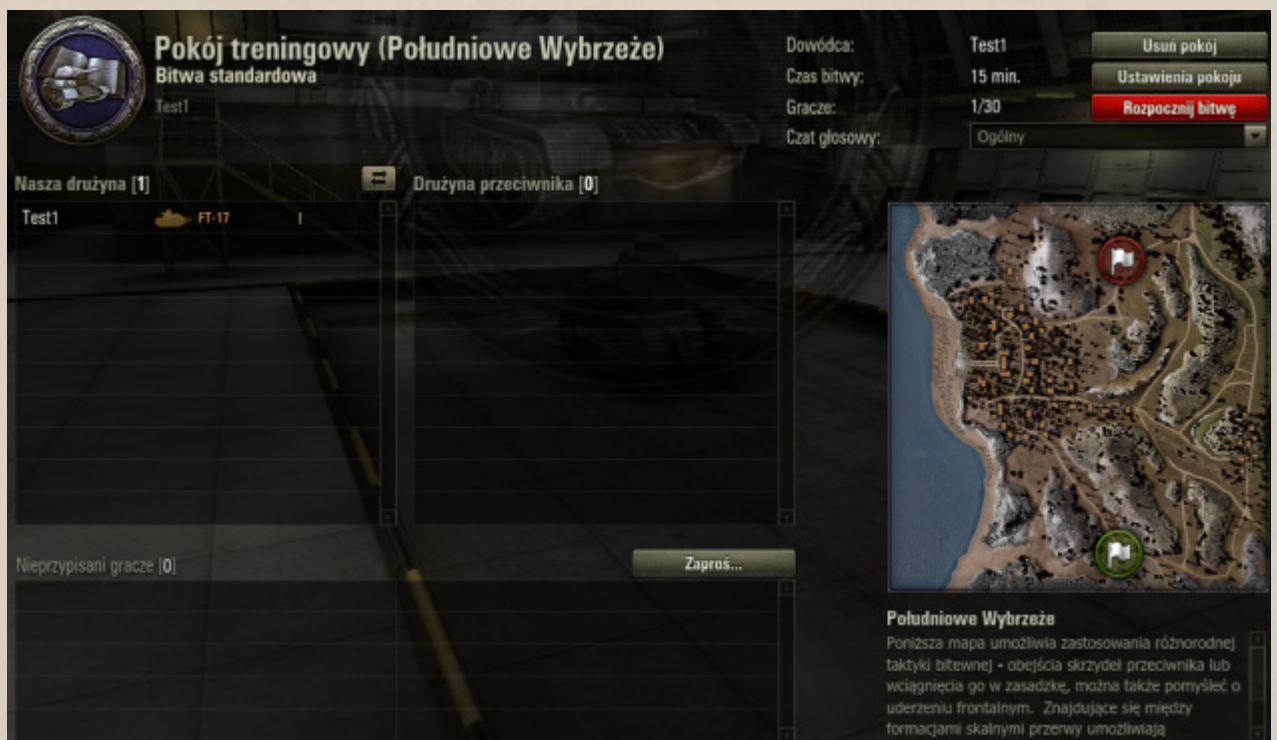 Pokój treningowy (Południowe Wybrzeże)
Bitwa standardowa
Test1
Dowódca: Test1
Czas bitwy: 15 min.
Gracze: 1/30
Czat głosowy: Ogólny
Usuń pokój
Ustawienia pokoju
Rozpocznij bitwę
Nasza drużyna [1]
Drużyna przeciwnika [0]
Test1 FT-17 I
Nieprzypisani gracze [0]
Zaproś...
Południowe Wybrzeże
Poniższa mapa umożliwia zastosowania różnorodnej
taktyki bitewnej - obejścia skrzydeł przeciwnika lub
wciągnięcia go w zasadzkę, można także pomyśleć o
uderzeniu frontalnym. Znajdujące się między
formacjami skalnymi przerwy umożliwiają